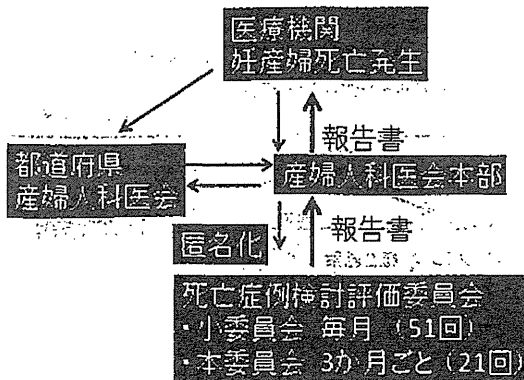 医療機関
妊産婦死亡発生
報告書
都道府県
産婦人科医会
産婦人科医会本部
匿名化
報告書
死亡症例検討評価委員会
・小委員会 毎月（51回）
・本委員会 3か月ごと（21回）